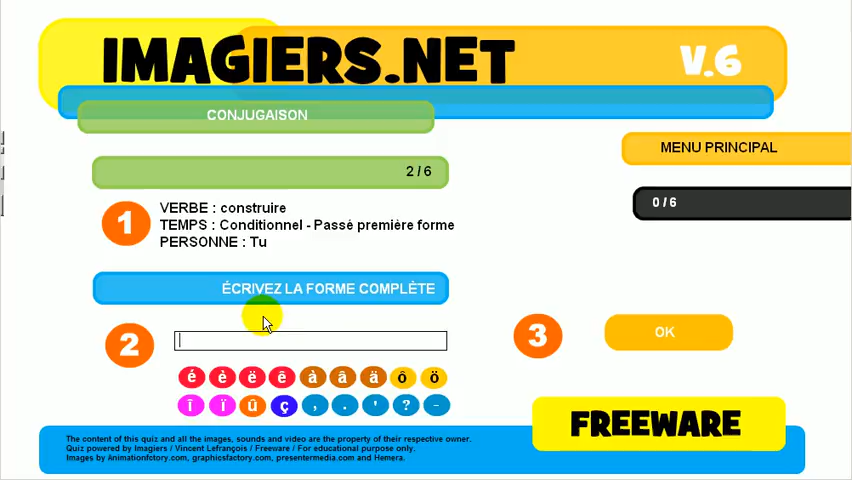 IMAGIERS.NET
V.6
CONJUGAISON
MENU PRINCIPAL
2 / 6
0 / 6
1
VERBE : construire
TEMPS : Conditionnel - Passé première forme
PERSONNE : Tu
ÉCRIVEZ LA FORME COMPLÈTE
2
3
OK
é è ë ê à â ä ô ö
î ï û ç , . ' ? -
FREEWARE
The content of this quiz and all the images, sounds and video are the property of their respective owner.
Quiz powered by Imagiers / Vincent Lefrançois / Freeware / For educational purpose only.
Images by Animationfctory.com, graphicsfactory.com, presentermedia.com and Hemera.